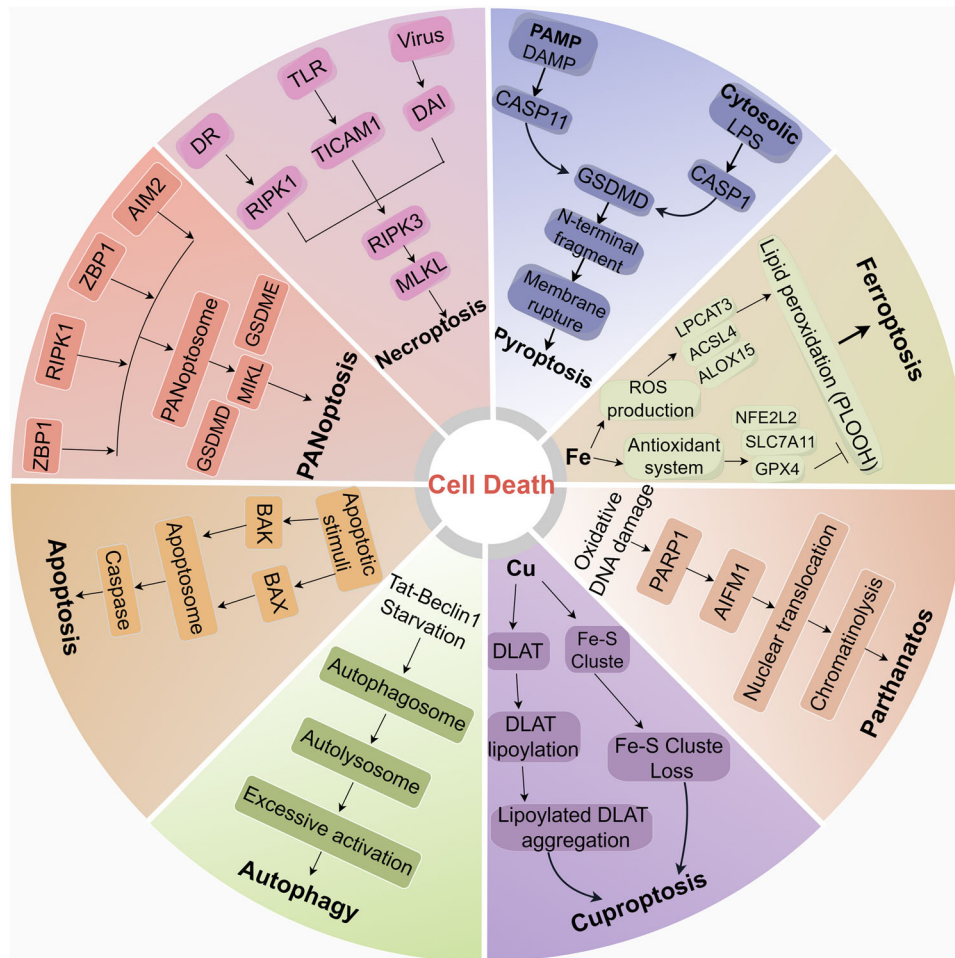 Cell Death
PAMP
DAMP
CASP11
Cytosolic
LPS
CASP1
GSDMD
N-terminal
fragment
Membrane
rupture
Pyroptosis
Fe
ROS
production
LPCAT3
ACSL4
ALOX15
Antioxidant
system
NFE2L2
SLC7A11
GPX4
Lipid peroxidation (PLOOH)
Ferroptosis
Oxidative
DNA damage
PARP1
AIFM1
Nuclear translocation
Chromatinolysis
Parthanatos
Cu
DLAT
DLAT
lipoylation
Lipoylated DLAT
aggregation
Fe-S
Cluste
Fe-S Cluste
Loss
Cuproptosis
Tat-Beclin1
Starvation
Autophagosome
Autolysosome
Excessive activation
Autophagy
Apoptotic
stimuli
BAK
BAX
Apoptosome
Caspase
Apoptosis
AIM2
ZBP1
RIPK1
ZBP1
PANoptosome
GSDME
MIKL
GSDMD
PANoptosis
DR
RIPK1
TLR
TICAM1
Virus
DAI
RIPK3
MLKL
Necroptosis